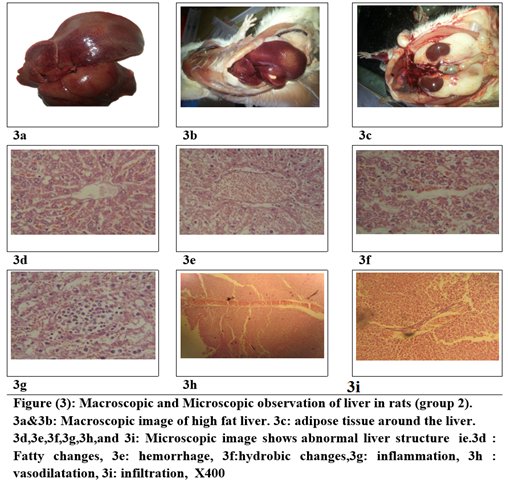 3a 3b 3c
3d 3e 3f
3g 3h 3i
Figure (3): Macroscopic and Microscopic observation of liver in rats (group 2).
3a&3b: Macroscopic image of high fat liver. 3c: adipose tissue around the liver.
3d,3e,3f,3g,3h,and 3i: Microscopic image shows abnormal liver structure ie.3d :
Fatty changes, 3e: hemorrhage, 3f:hydrobic changes,3g: inflammation, 3h :
vasodilatation, 3i: infiltration, X400